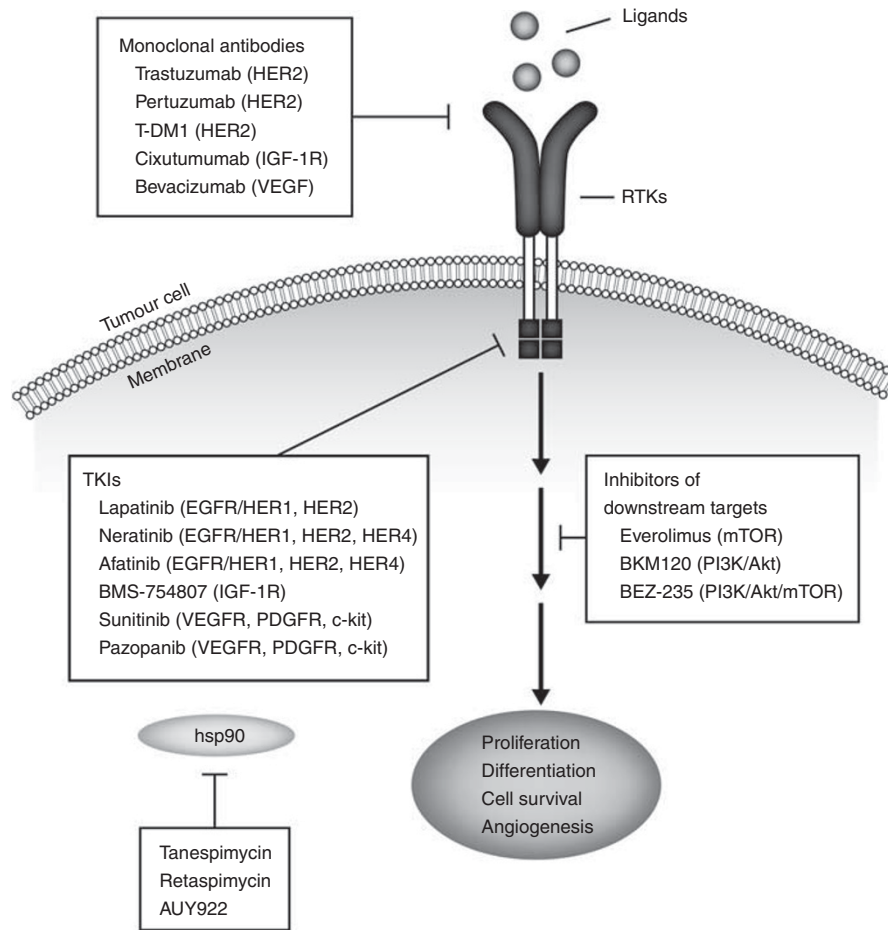 Ligands
Monoclonal antibodies
Trastuzumab (HER2)
Pertuzumab (HER2)
T-DM1 (HER2)
Cixutumumab (IGF-1R)
Bevacizumab (VEGF)
RTKs
Tumour cell
Membrane
TKIs
Lapatinib (EGFR/HER1, HER2)
Neratinib (EGFR/HER1, HER2, HER4)
Afatinib (EGFR/HER1, HER2, HER4)
BMS-754807 (IGF-1R)
Sunitinib (VEGFR, PDGFR, c-kit)
Pazopanib (VEGFR, PDGFR, c-kit)
Inhibitors of
downstream targets
Everolimus (mTOR)
BKM120 (PI3K/Akt)
BEZ-235 (PI3K/Akt/mTOR)
hsp90
Proliferation
Differentiation
Cell survival
Angiogenesis
Tanespimycin
Retaspimycin
AUY922